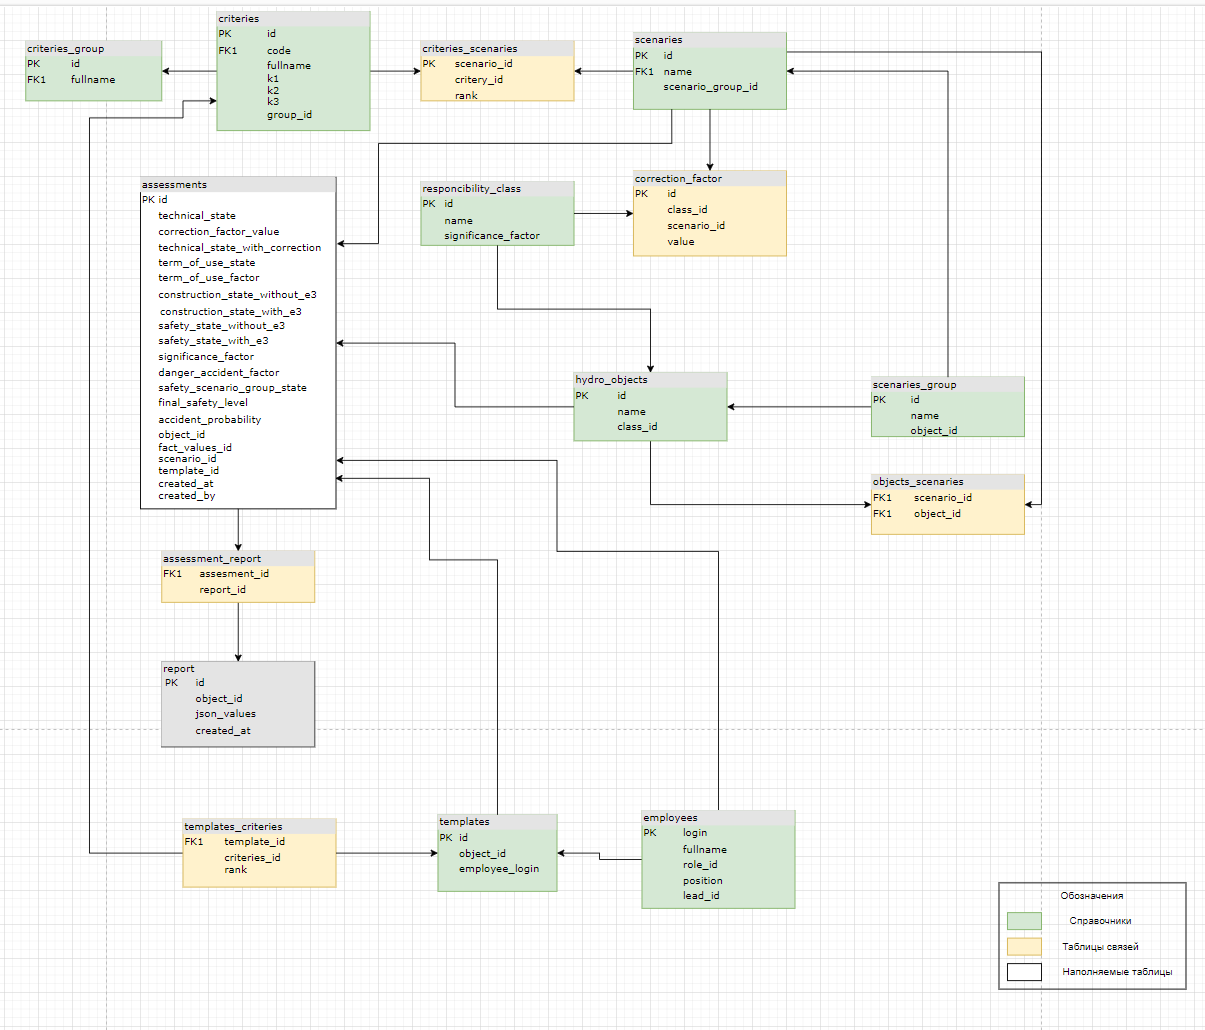 criteries_group
PK id
FK1 fullname
criteries
PK id
FK1 code
fullname
k1
k2
k3
group_id
criteries_scenaries
PK scenario_id
critery_id
rank
scenaries
PK id
FK1 name
scenario_group_id
assessments
PK id
technical_state
correction_factor_value
technical_state_with_correction
term_of_use_state
term_of_use_factor
construction_state_without_e3
construction_state_with_e3
safety_state_without_e3
safety_state_with_e3
significance_factor
danger_accident_factor
safety_scenario_group_state
final_safety_level
accident_probability
object_id
fact_values_id
scenario_id
template_id
created_at
created_by
responcibility_class
PK id
name
significance_factor
correction_factor
PK id
class_id
scenario_id
value
hydro_objects
PK id
name
class_id
scenaries_group
PK id
name
object_id
objects_scenaries
FK1 scenario_id
FK1 object_id
assessment_report
FK1 assesment_id
report_id
report
PK id
object_id
json_values
created_at
templates_criteries
FK1 template_id
criteries_id
rank
templates
PK id
object_id
employee_login
employees
PK login
fullname
role_id
position
lead_id
Обозначения
Справочники
Таблицы связей
Наполняемые таблицы